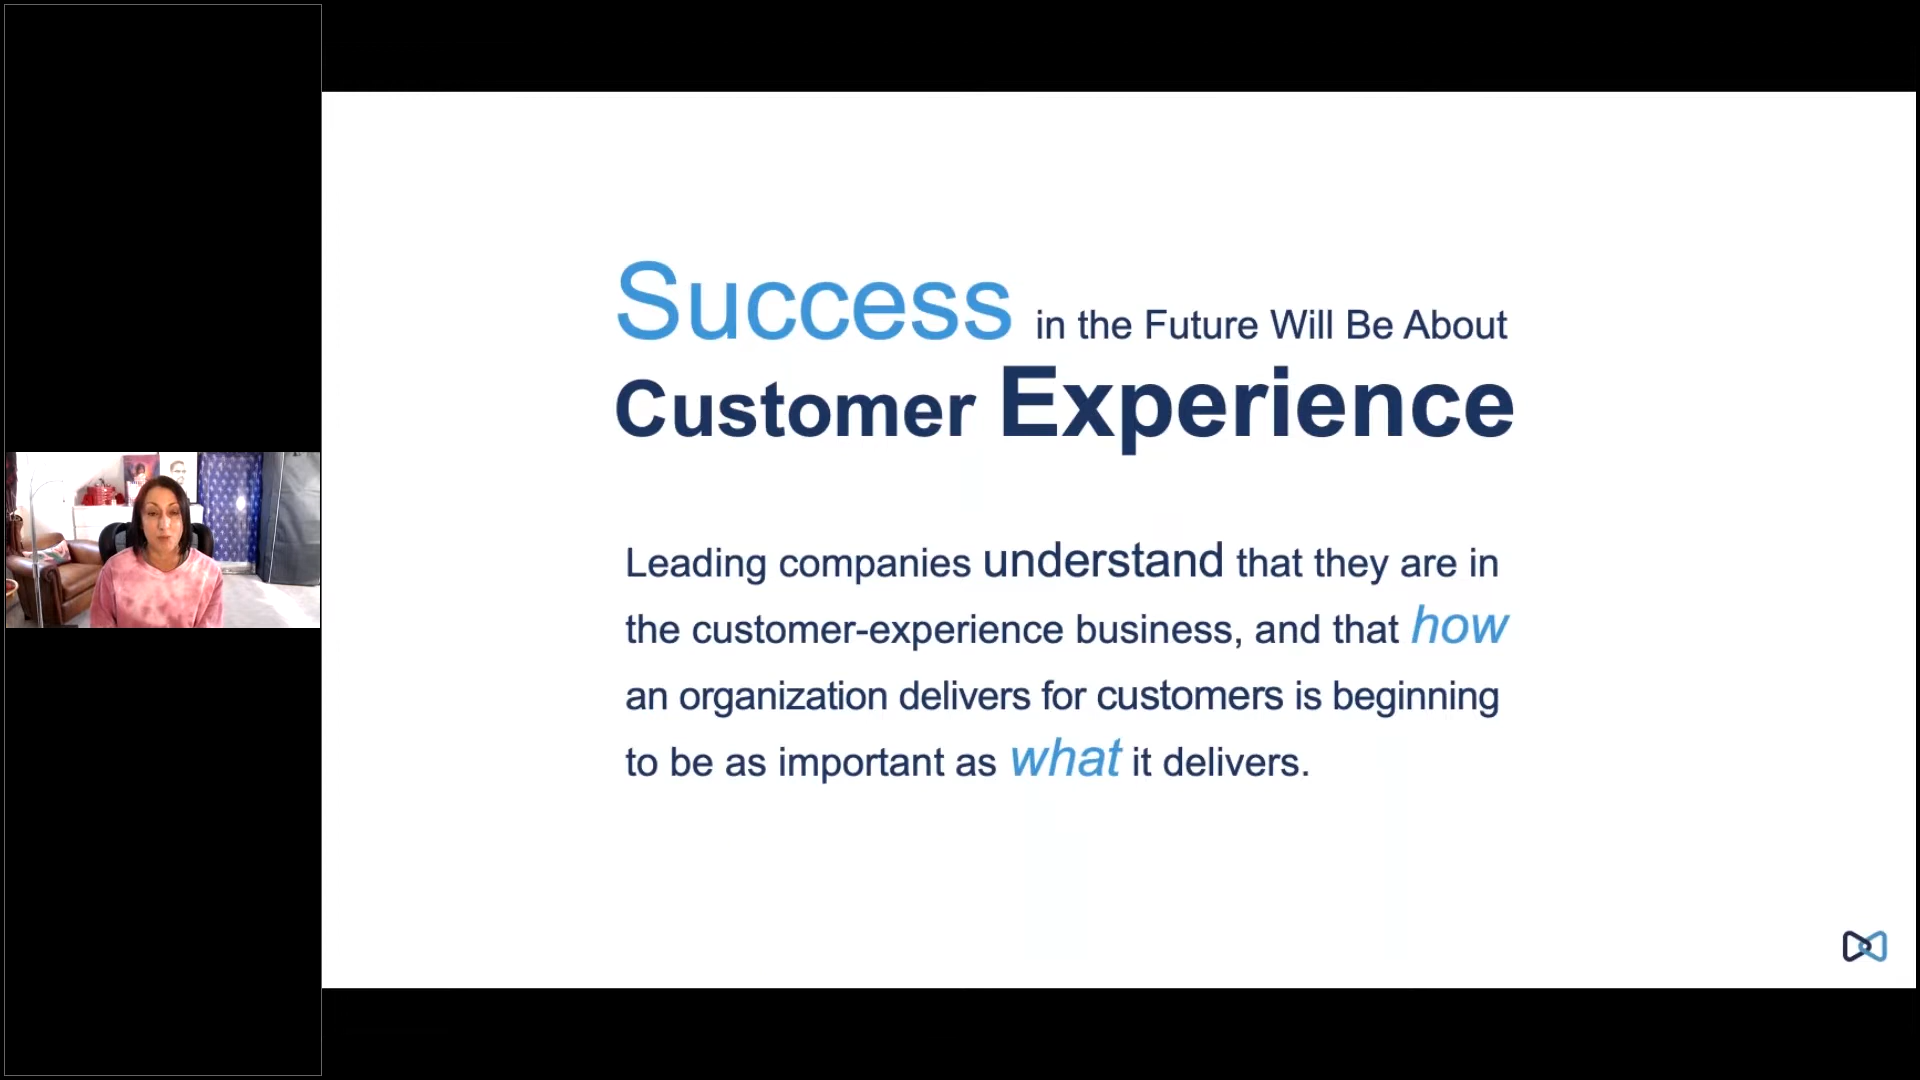 Success in the Future Will Be About
Customer Experience
Leading companies understand that they are in
the customer-experience business, and that how
an organization delivers for customers is beginning
to be as important as what it delivers.